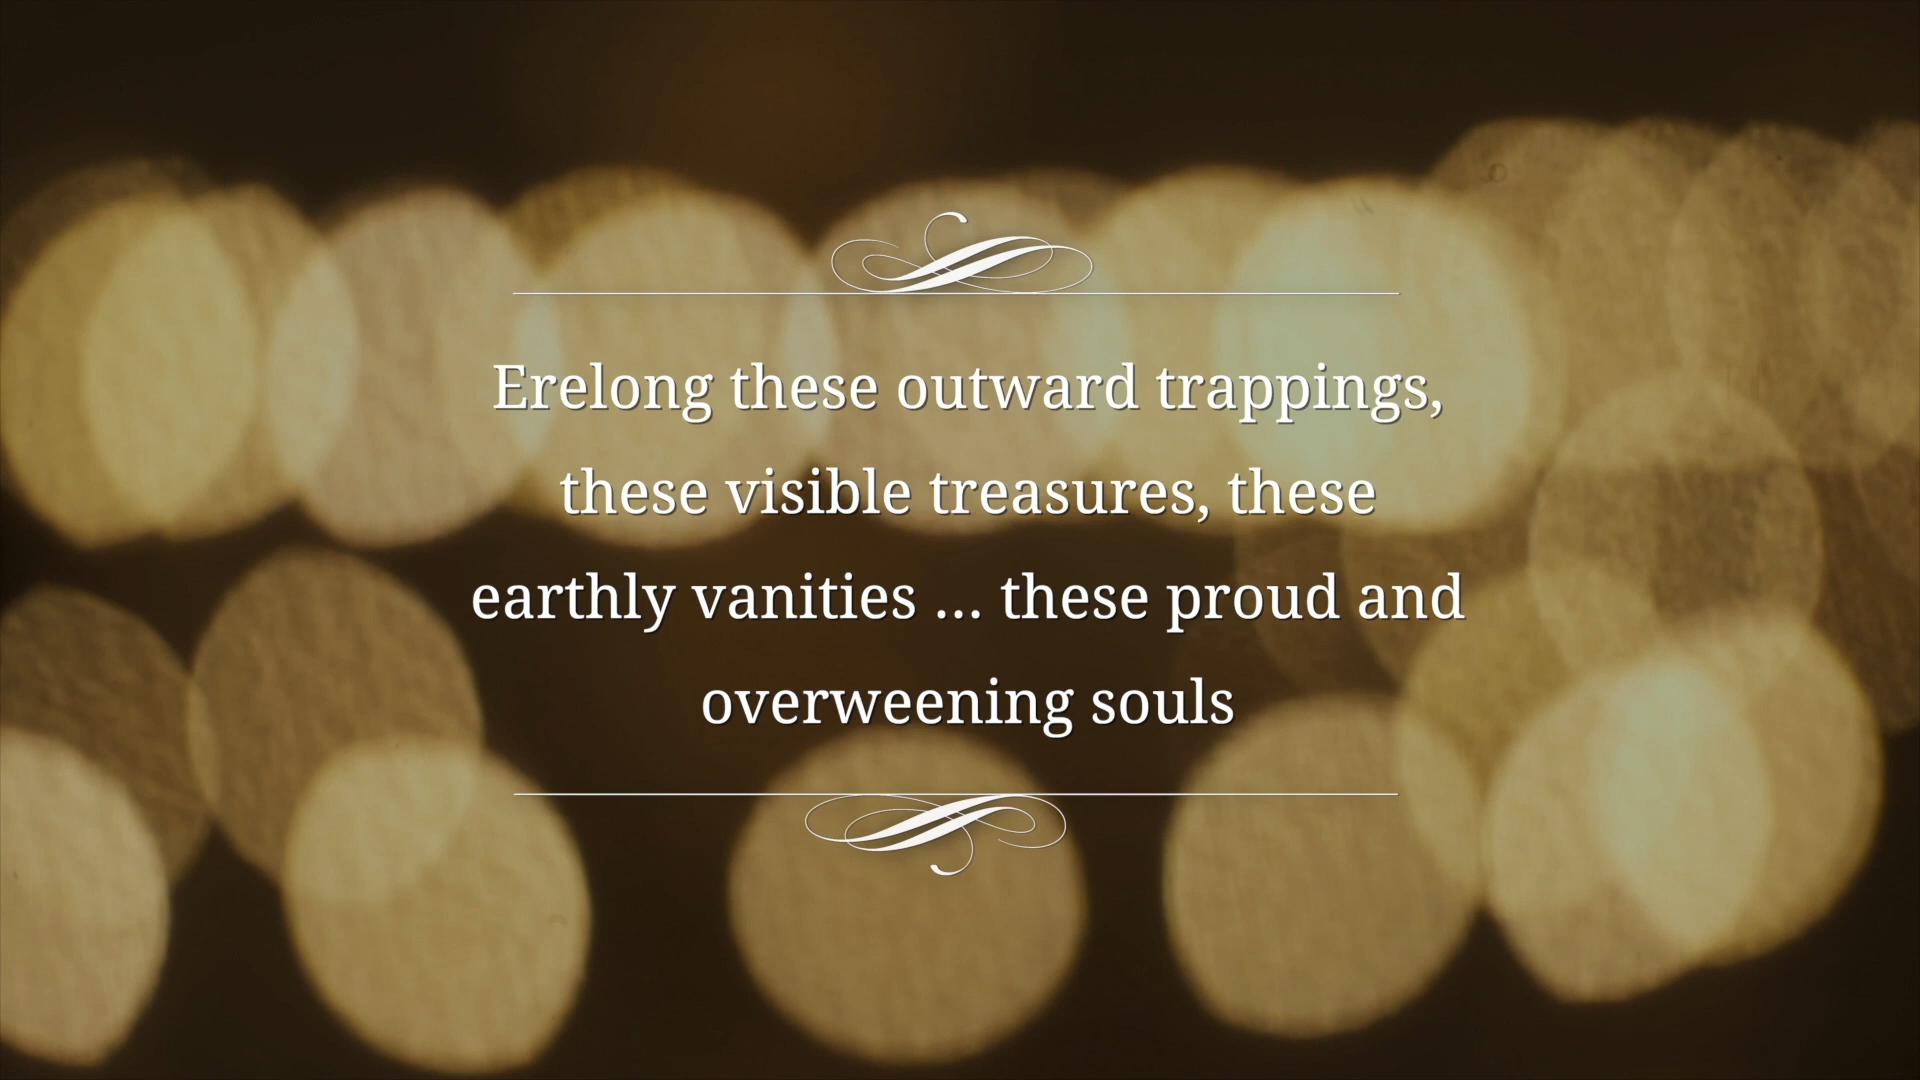 Erelong these outward trappings,
these visible treasures, these
earthly vanities … these proud and
overweening souls